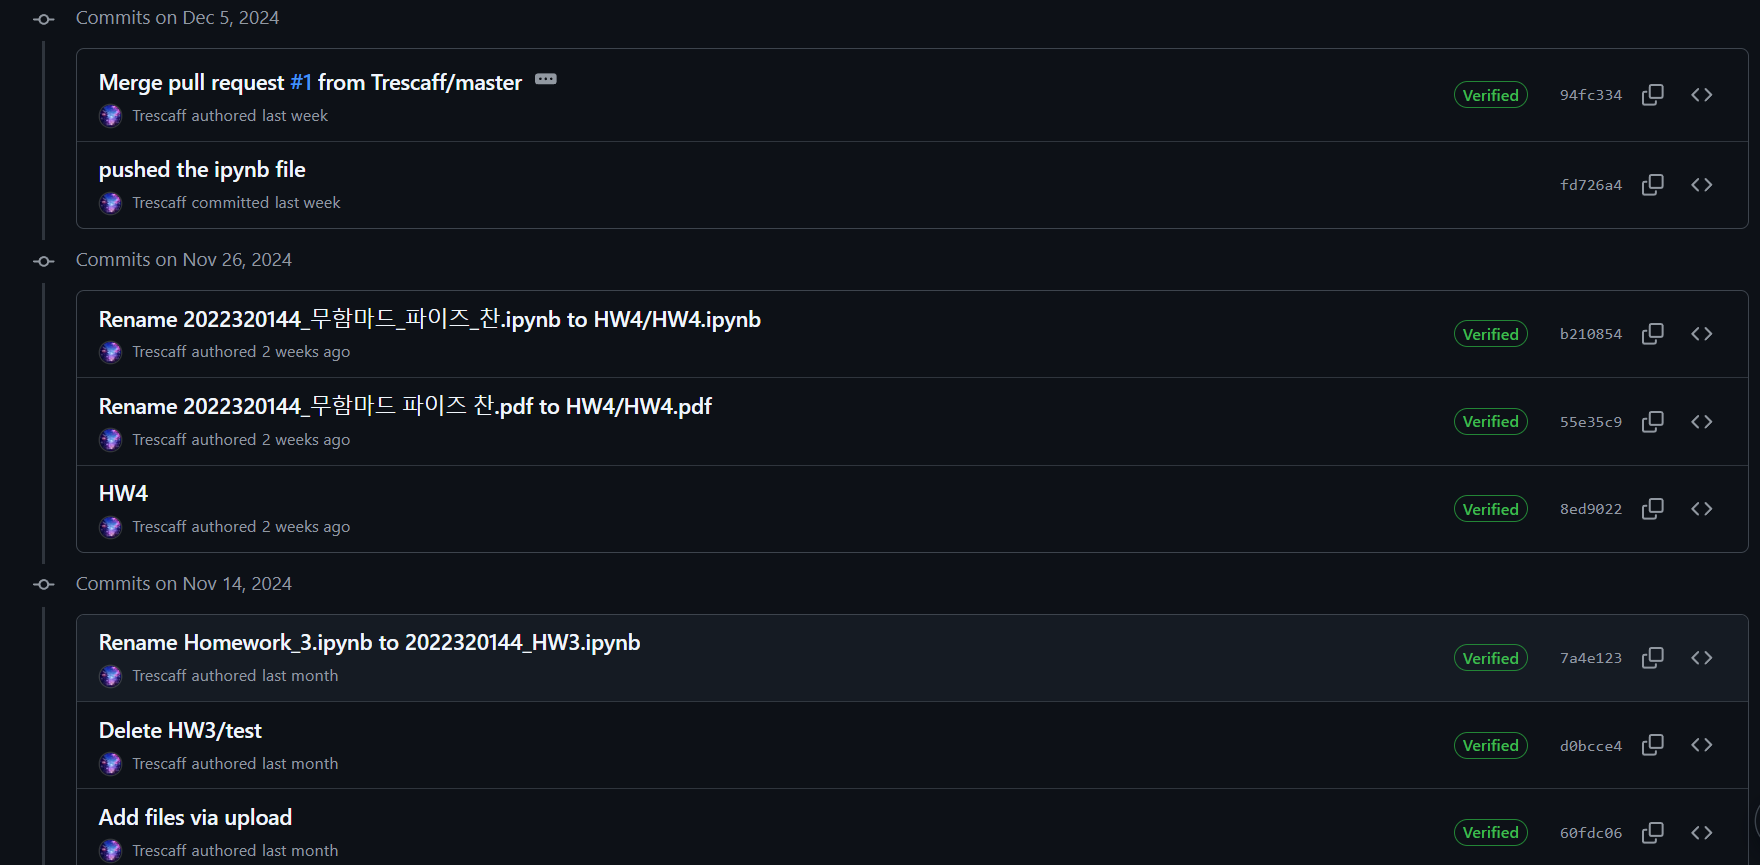 Commits on Dec 5, 2024
Merge pull request #1 from Trescaff/master
Trescaff authored last week
Verified
94fc334
pushed the ipynb file
Trescaff committed last week
fd726a4
Commits on Nov 26, 2024
Rename 2022320144_무함마드_파이즈_찬.ipynb to HW4/HW4.ipynb
Trescaff authored 2 weeks ago
Verified
b210854
Rename 2022320144_무함마드 파이즈 찬.pdf to HW4/HW4.pdf
Trescaff authored 2 weeks ago
Verified
55e35c9
HW4
Trescaff authored 2 weeks ago
Verified
8ed9022
Commits on Nov 14, 2024
Rename Homework_3.ipynb to 2022320144_HW3.ipynb
Trescaff authored last month
Verified
7a4e123
Delete HW3/test
Trescaff authored last month
Verified
d0bcce4
Add files via upload
Trescaff authored last month
Verified
60fdc06